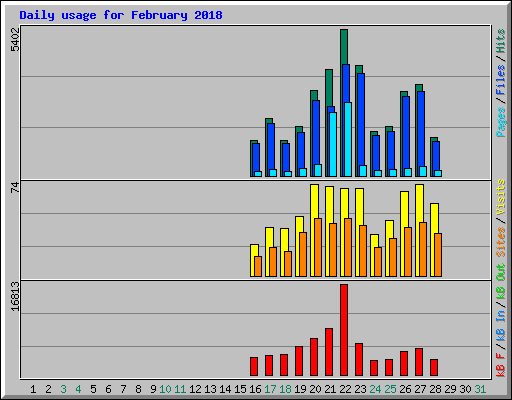 Daily usage for February 2018
5402
74
16813
Pages / Files / Hits
Sites / Visits
kB F / kB In / kB Out
1 2 3 4 5 6 7 8 9 10 11 12 13 14 15 16 17 18 19 20 21 22 23 24 25 26 27 28 29 30 31